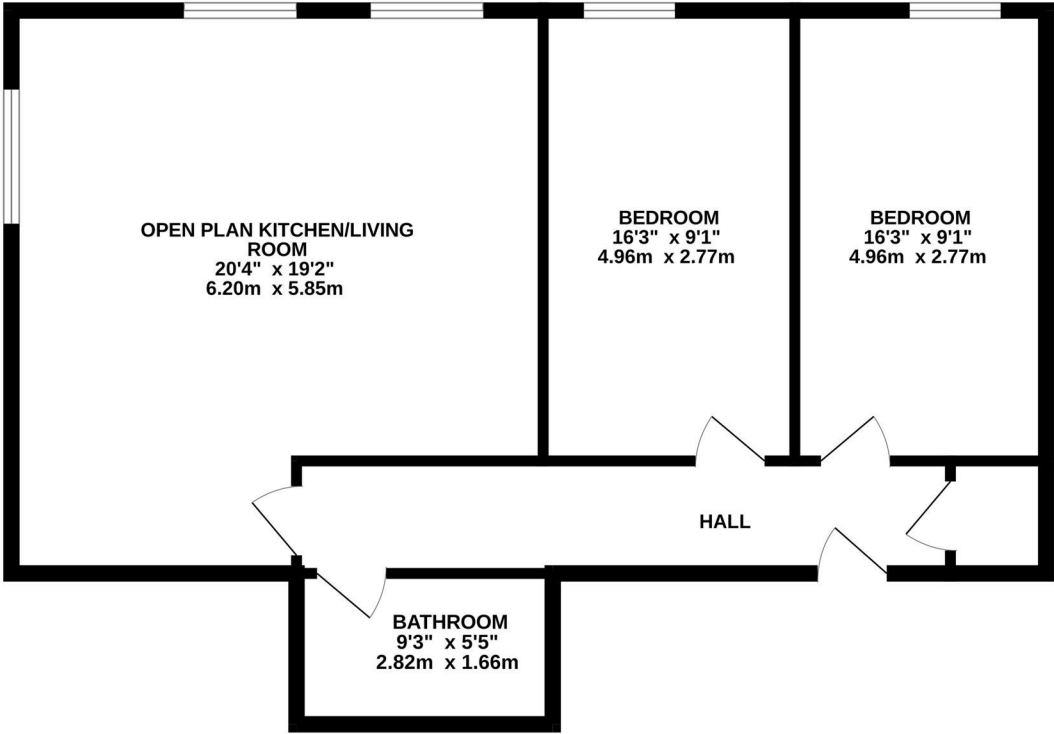 OPEN PLAN KITCHEN/LIVING
ROOM
20'4" x 19'2"
6.20m x 5.85m
BEDROOM
16'3" x 9'1"
4.96m x 2.77m
BEDROOM
16'3" x 9'1"
4.96m x 2.77m
HALL
BATHROOM
9'3" x 5'5"
2.82m x 1.66m